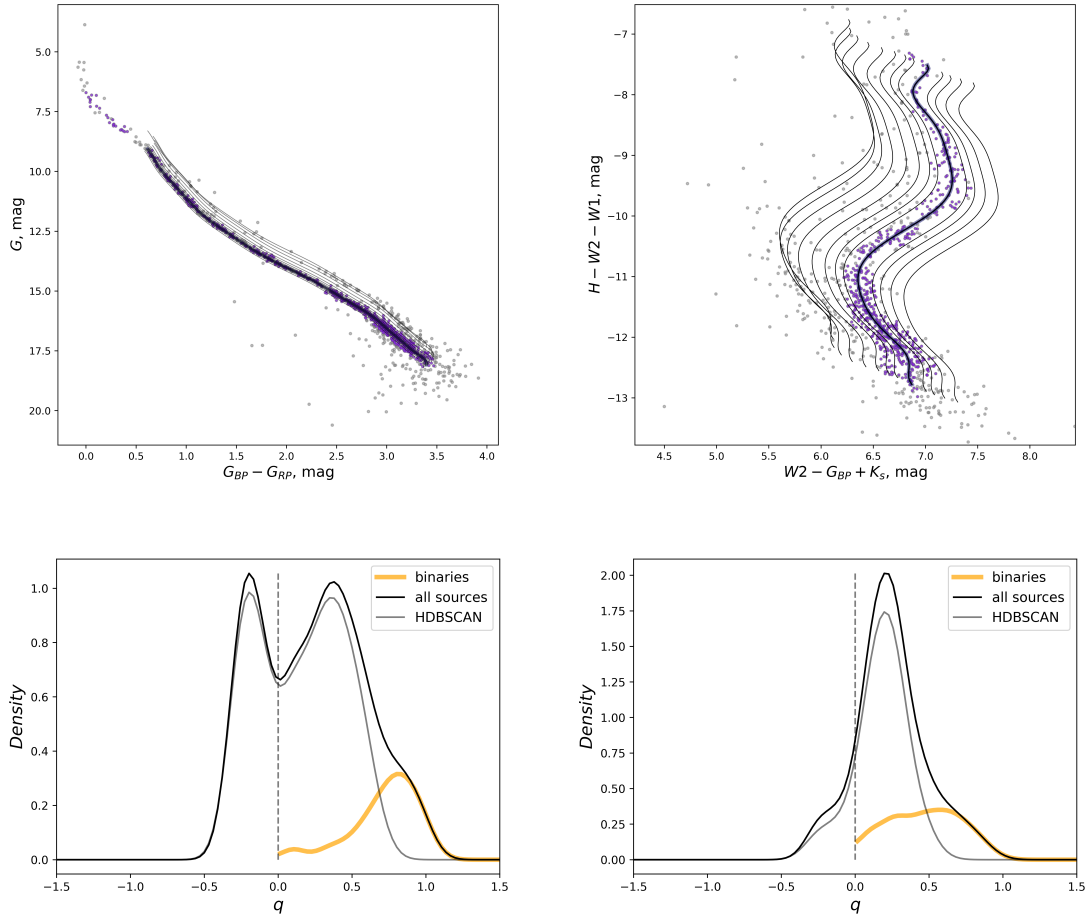 5.0
7.5
10.0
12.5
15.0
17.5
20.0
G, mag
0.0 0.5 1.0 1.5 2.0 2.5 3.0 3.5 4.0
G_BP − G_RP, mag
−7
−8
−9
−10
−11
−12
−13
H − W2 − W1, mag
4.5 5.0 5.5 6.0 6.5 7.0 7.5 8.0
W2 − G_BP + K_s, mag
binaries
all sources
HDBSCAN
1.0
0.8
0.6
0.4
0.2
0.0
Density
−1.5 −1.0 −0.5 0.0 0.5 1.0 1.5
q
binaries
all sources
HDBSCAN
2.00
1.75
1.50
1.25
1.00
0.75
0.50
0.25
0.00
Density
−1.5 −1.0 −0.5 0.0 0.5 1.0 1.5
q